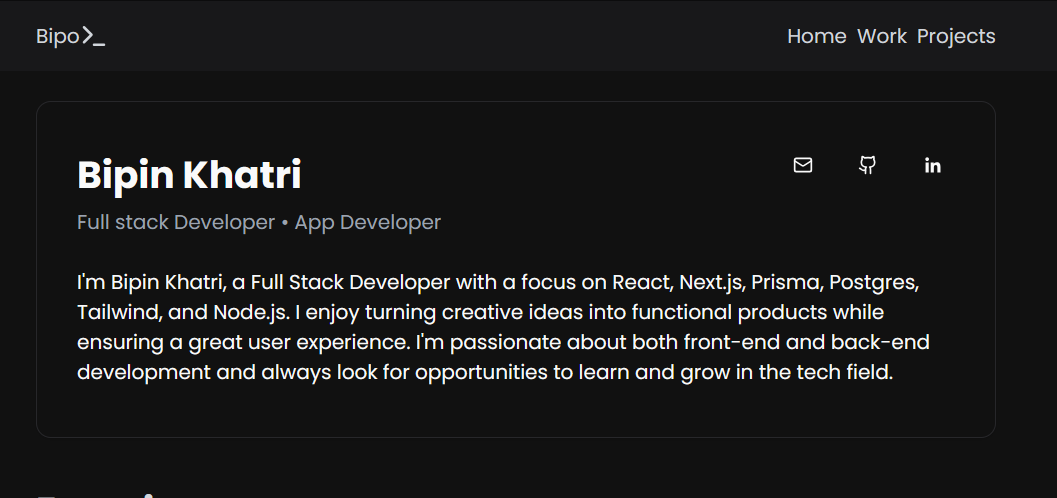 Bipo>_
Home Work Projects
Bipin Khatri
Full stack Developer • App Developer
I'm Bipin Khatri, a Full Stack Developer with a focus on React, Next.js, Prisma, Postgres,
Tailwind, and Node.js. I enjoy turning creative ideas into functional products while
ensuring a great user experience. I'm passionate about both front-end and back-end
development and always look for opportunities to learn and grow in the tech field.